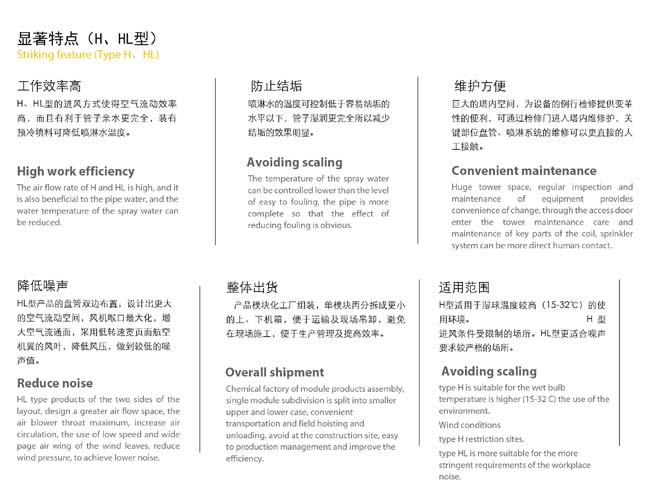 显著特点（H、HL型）
Striking feature (Type H、HL)
工作效率高
H、HL型的进风方式使得空气流动效率
高，而且有利于管子亲水更完全，装有
预冷填料可降低喷淋水温度。
High work efficiency
The air flow rate of H and HL is high, and it
is also beneficial to the pipe water, and the
water temperature of the spray water can
be reduced.
防止结垢
喷淋水的温度可控制低于容易结垢的
水平以下，管子湿润更完全所以减少
结垢的效果明显。
Avoiding scaling
The temperature of the spray water
can be controlled lower than the level
of easy to fouling, the pipe is more
complete so that the effect of
reducing fouling is obvious.
维护方便
巨大的塔内空间，为设备的例行检修提供变革
性的便利，可通过检修门进入塔内维修护，关
键部位盘管、喷淋系统的维修可以更直接的人
工接触。
Convenient maintenance
Huge tower space, regular inspection and
maintenance of equipment provides
convenience of change, through the access door
enter the tower maintenance care and
maintenance of key parts of the coil, sprinkler
system can be more direct human contact.
降低噪声
HL型产品的盘管双边布置，设计出更大
的空气流动空间，风机喉口最大化，增
大空气流通面，采用低转速宽页面航空
机翼的风叶，降低风压，做到较低的噪
声值。
Reduce noise
HL type products of the two sides of the
layout, design a greater air flow space, the
air blower throat maximum, increase air
circulation, the use of low speed and wide
page air wing of the wind leaves, reduce
wind pressure, to achieve lower noise.
整体出货
产品模块化工厂组装，单模块再分拆成更小
的上、下机箱，便于运输及现场吊卸，避免
在现场施工，便于生产管理及提高效率。
Overall shipment
Chemical factory of module products assembly,
single module subdivision is split into smaller
upper and lower case, convenient
transportation and field hoisting and
unloading, avoid at the construction site, easy
to production management and improve the
efficiency.
适用范围
H型适用于湿球温度较高（15-32℃）的使
用环境。 H 型
进风条件受限制的场所。HL型更适合噪声
要求较严格的场所。
Avoiding scaling
type H is suitable for the wet bulb
temperature is higher (15-32 C) the use of the
environment.
Wind conditions
type H restriction sites.
type HL is more suitable for the more
stringent requirements of the workplace
noise.